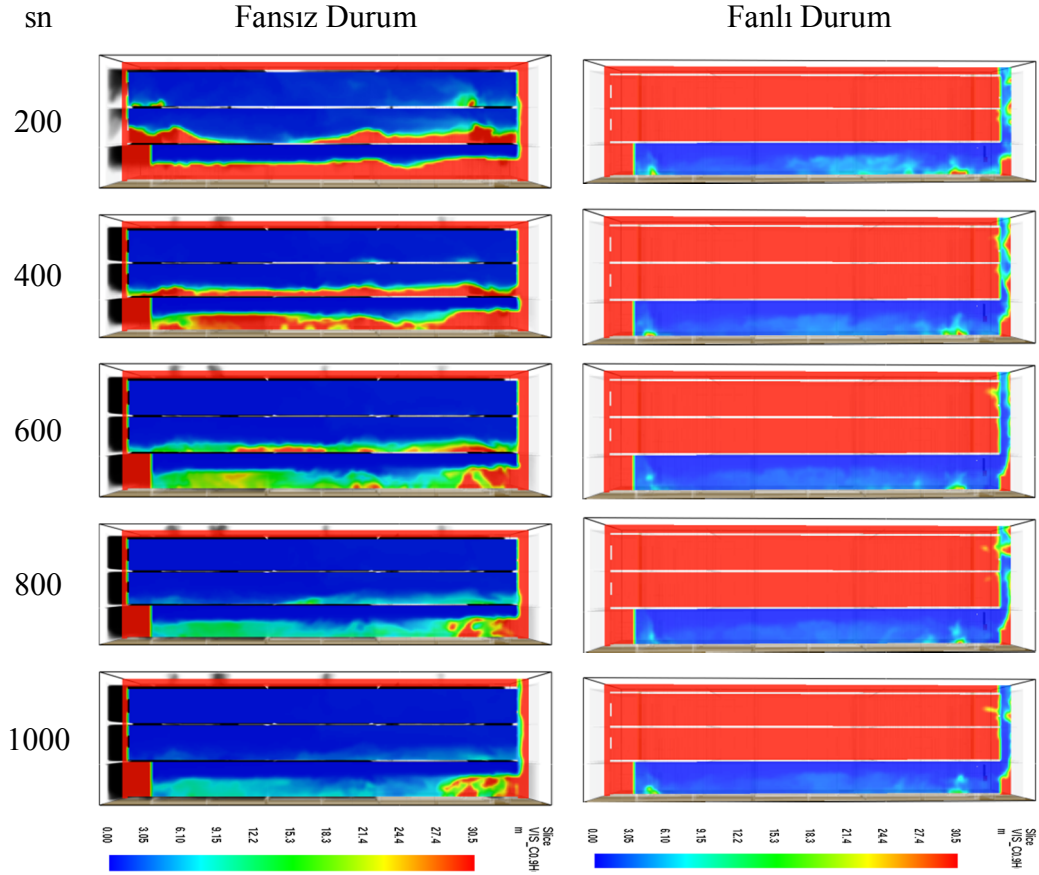 sn Fansız Durum Fanlı Durum
200
400
600
800
1000
0.00 3.05 6.10 9.15 12.2 15.3 18.3 21.4 24.4 27.4 30.5 Slice VIS_C0.9H m
0.00 3.05 6.10 9.15 12.2 15.3 18.3 21.4 24.4 27.4 30.5 Slice VIS_C0.9H m